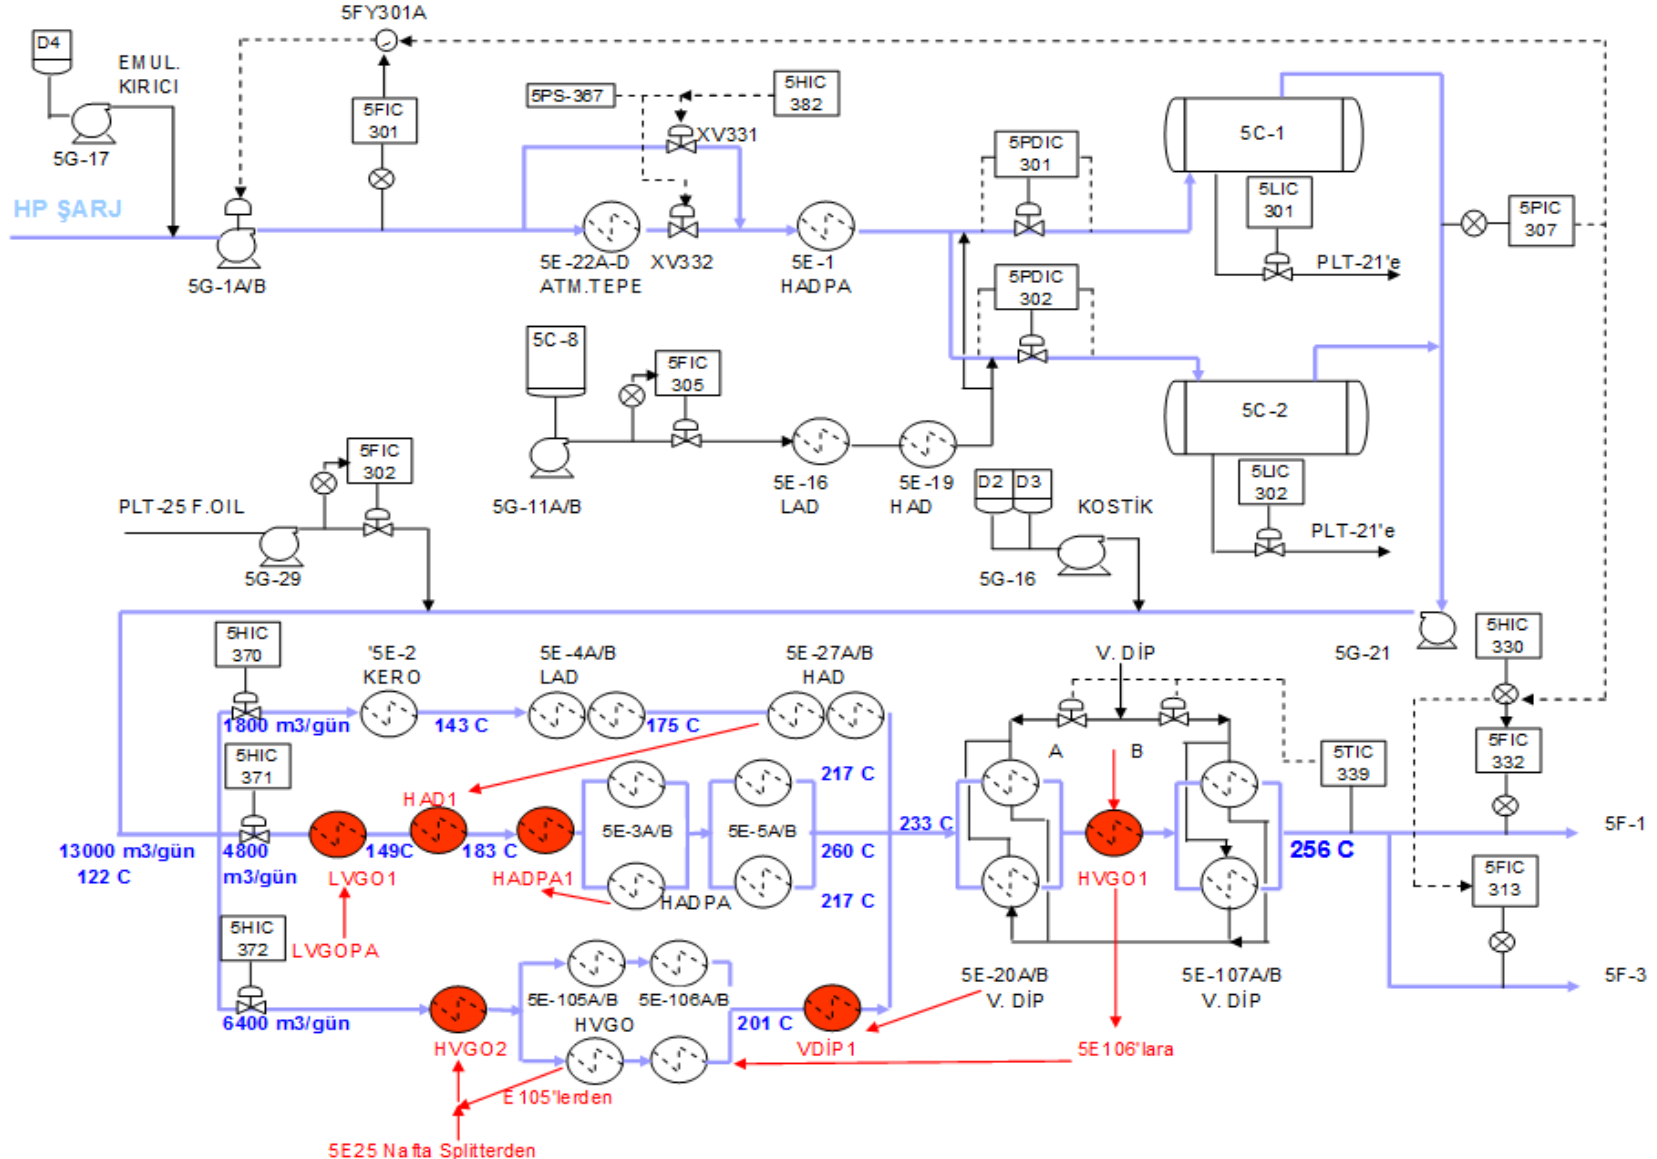 5FY301A
D4
EMUL.
KIRICI
5FIC
301
5PS-367
5HIC
382
XV331
5G-17
HP ŞARJ
5G-1A/B
5E-22A-D
ATM.TEPE
XV332
5E-1
HADPA
5PDIC
301
5C-1
5LIC
301
PLT-21'e
5PIC
307
5PDIC
302
5C-8
5FIC
305
5C-2
5G-11A/B
5E-16
LAD
5E-19
HAD
D2
D3
KOSTİK
5G-16
5LIC
302
PLT-21'e
5FIC
302
PLT-25 F.OIL
5G-29
5G-21
5HIC
370
'5E-2
KERO
5E-4A/B
LAD
5E-27A/B
HAD
V. DİP
5HIC
330
1800 m3/gün
143 C
175 C
5HIC
371
HAD1
217 C
A
B
5TIC
339
5FIC
332
13000 m3/gün
122 C
4800
m3/gün
149C
183 C
5E-3A/B
5E-5A/B
233 C
260 C
256 C
5F-1
LVGO1
HADPA1
HADPA
217 C
HVGO1
5FIC
313
5HIC
372
LVGOPA
6400 m3/gün
5E-105A/B
5E-106A/B
HVGO
201 C
HVGO2
VDİP1
5E-20A/B
V. DİP
5E-107A/B
V. DİP
5F-3
5E106'lara
E105'lerden
5E25 Nafta Splitterden